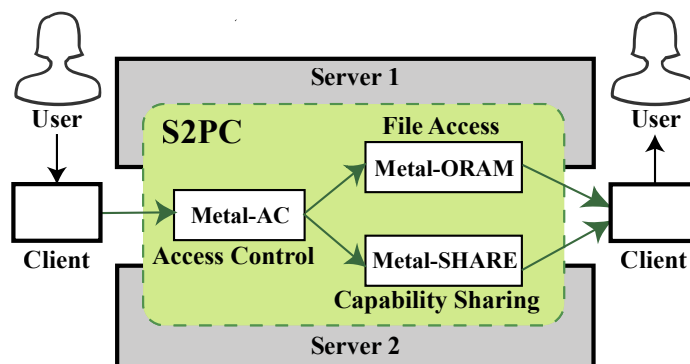 Server 1
User
User
S2PC
File Access
Metal-ORAM
Metal-AC
Access Control
Client
Client
Metal-SHARE
Capability Sharing
Server 2